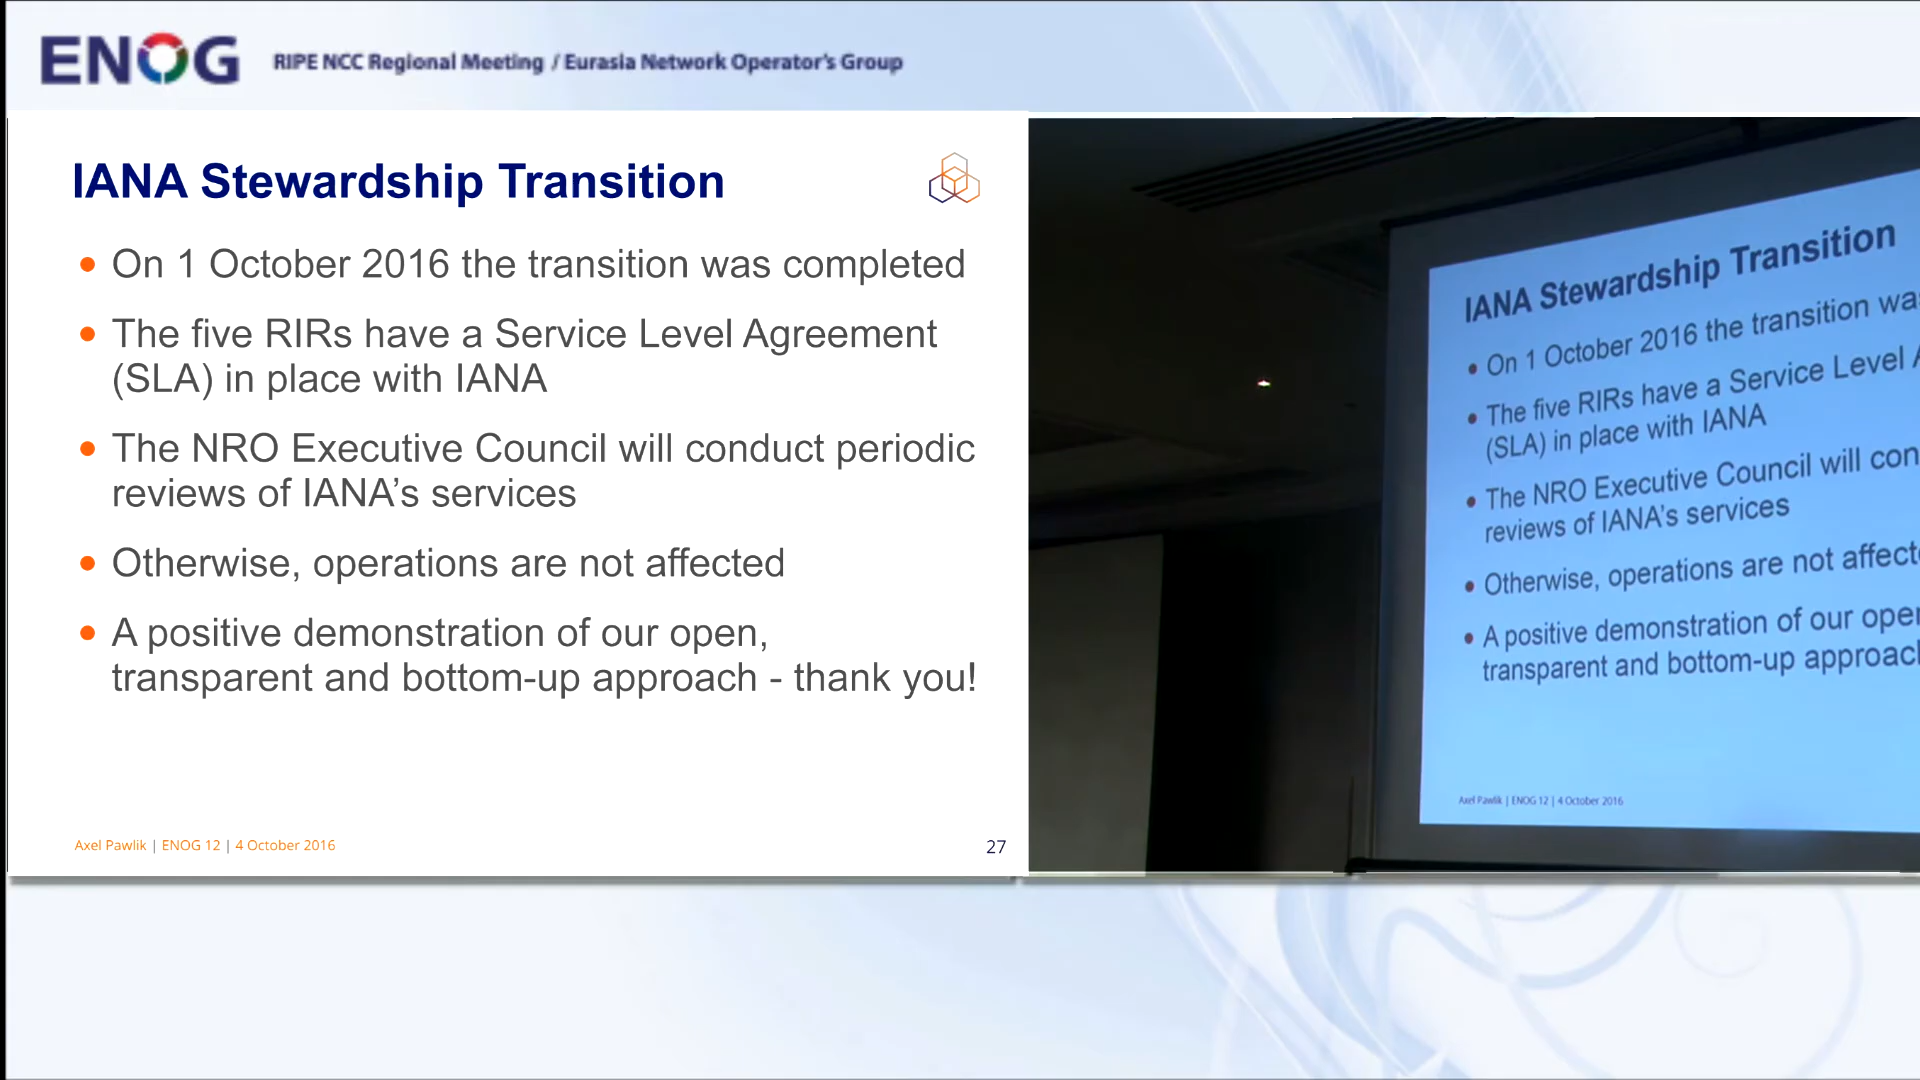 ENOG
RIPE NCC Regional Meeting / Eurasia Network Operator's Group
IANA Stewardship Transition
• On 1 October 2016 the transition was completed
• The five RIRs have a Service Level Agreement
(SLA) in place with IANA
• The NRO Executive Council will conduct periodic
reviews of IANA's services
• Otherwise, operations are not affected
• A positive demonstration of our open,
transparent and bottom-up approach - thank you!
Axel Pawlik | ENOG 12 | 4 October 2016
27
IANA Stewardship Transition
• On 1 October 2016 the transition
• The five RIRs have a Service Level
(SLA) in place with IANA
• The NRO Executive Council will
reviews of IANA's services
• Otherwise, operations are not
• A positive demonstration of our
transparent and bottom-up
Axel Pawlik | ENOG 12 | 4 October 2016